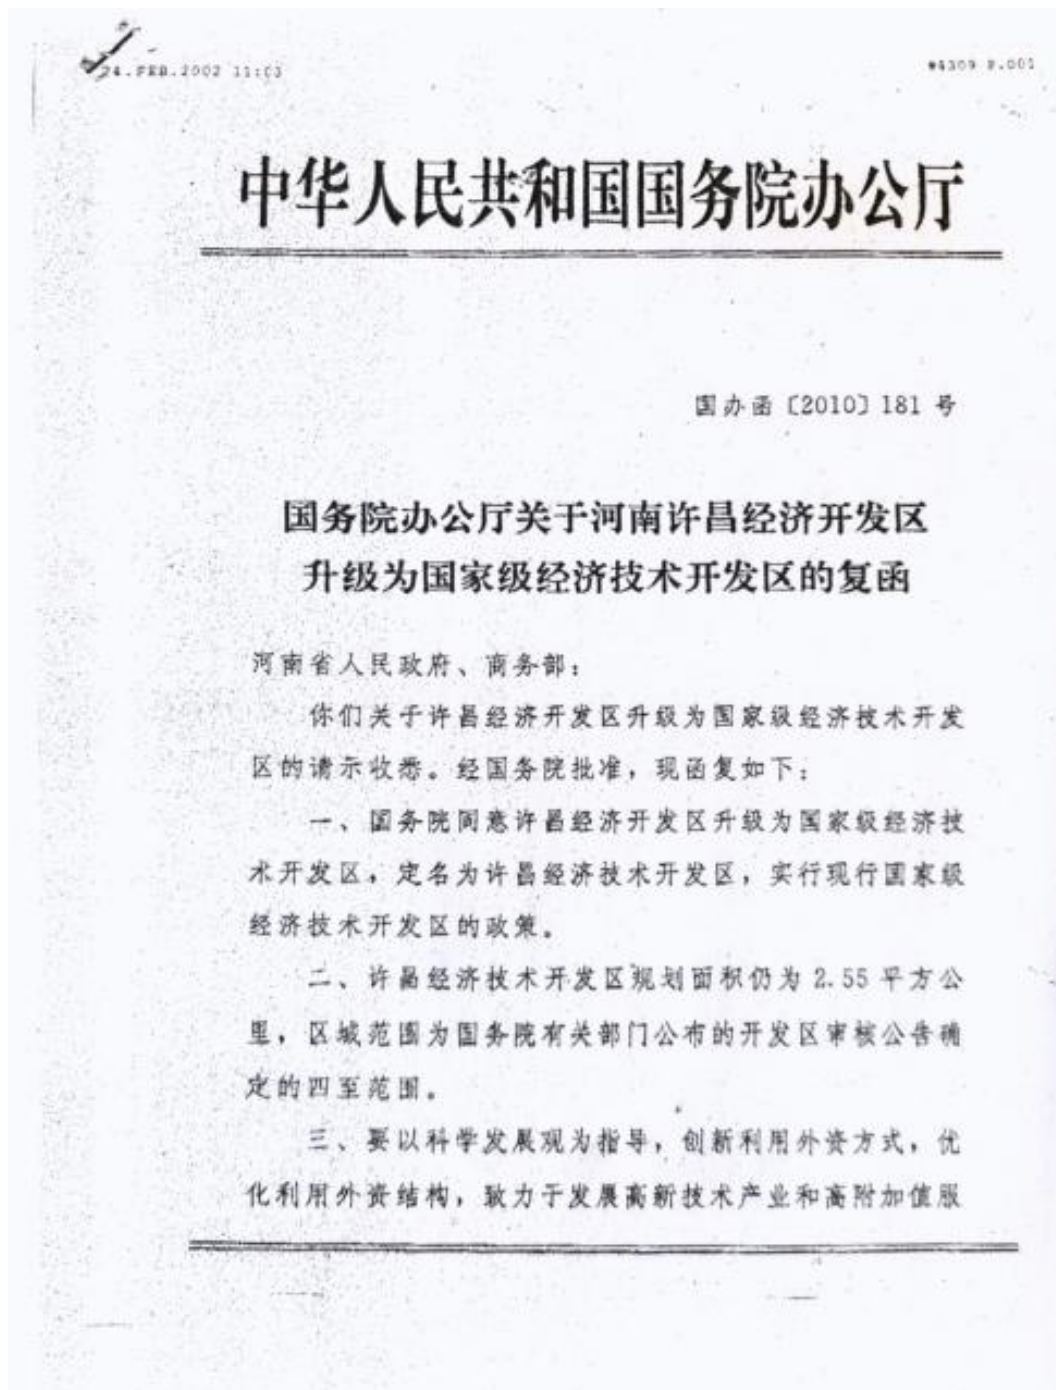 24.FEB.2002 11:03
#4309 P.001
中华人民共和国国务院办公厅
国办函〔2010〕181 号
国务院办公厅关于河南许昌经济开发区
升级为国家级经济技术开发区的复函
河南省人民政府、商务部：
你们关于许昌经济开发区升级为国家级经济技术开发
区的请示收悉。经国务院批准，现函复如下：
一、国务院同意许昌经济开发区升级为国家级经济技
术开发区，定名为许昌经济技术开发区，实行现行国家级
经济技术开发区的政策。
二、许昌经济技术开发区规划面积仍为 2.55 平方公
里，区域范围为国务院有关部门公布的开发区审核公告确
定的四至范围。
三、要以科学发展观为指导，创新利用外资方式，优
化利用外资结构，致力于发展高新技术产业和高附加值服